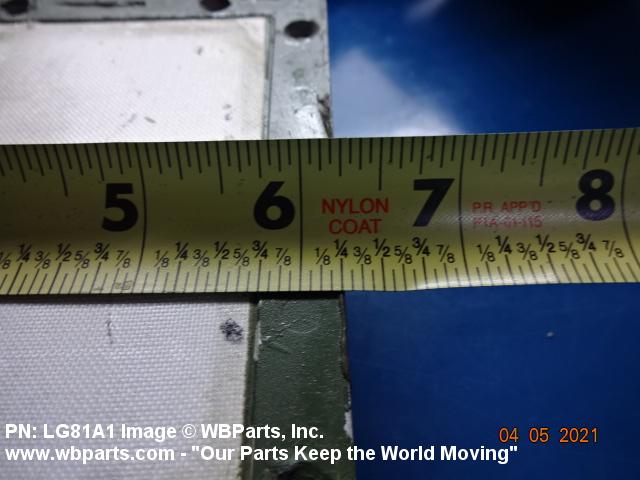 5 6 NYLON 7 PR APP'D 8
COAT
1/8 1/4 3/8 1/2 5/8 3/4 7/8 1/8 1/4 3/8 1/2 5/8 3/4 7/8 1/8 1/4 3/8 1/2 5/8 3/4 7/8 1/8 1/4 3/8 1/2 5/8 3/4 7/8
PN: LG81A1 Image © WBParts, Inc.
04 05 2021
www.wbparts.com - "Our Parts Keep the World Moving"